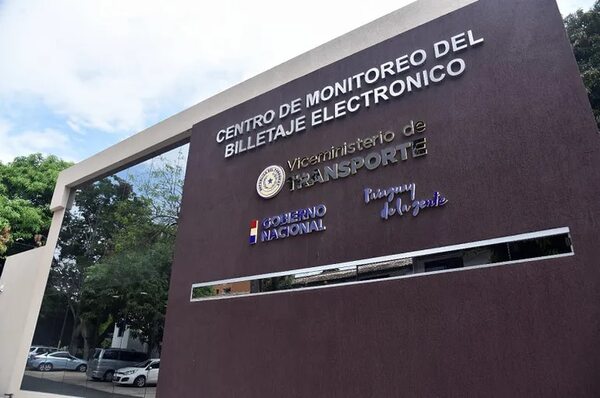 CENTRO DE MONITOREO DEL
BILLETAJE ELECTRONICO
Viceministerio de
TRANSPORTE
GOBIERNO
NACIONAL
Paraguay
de la gente